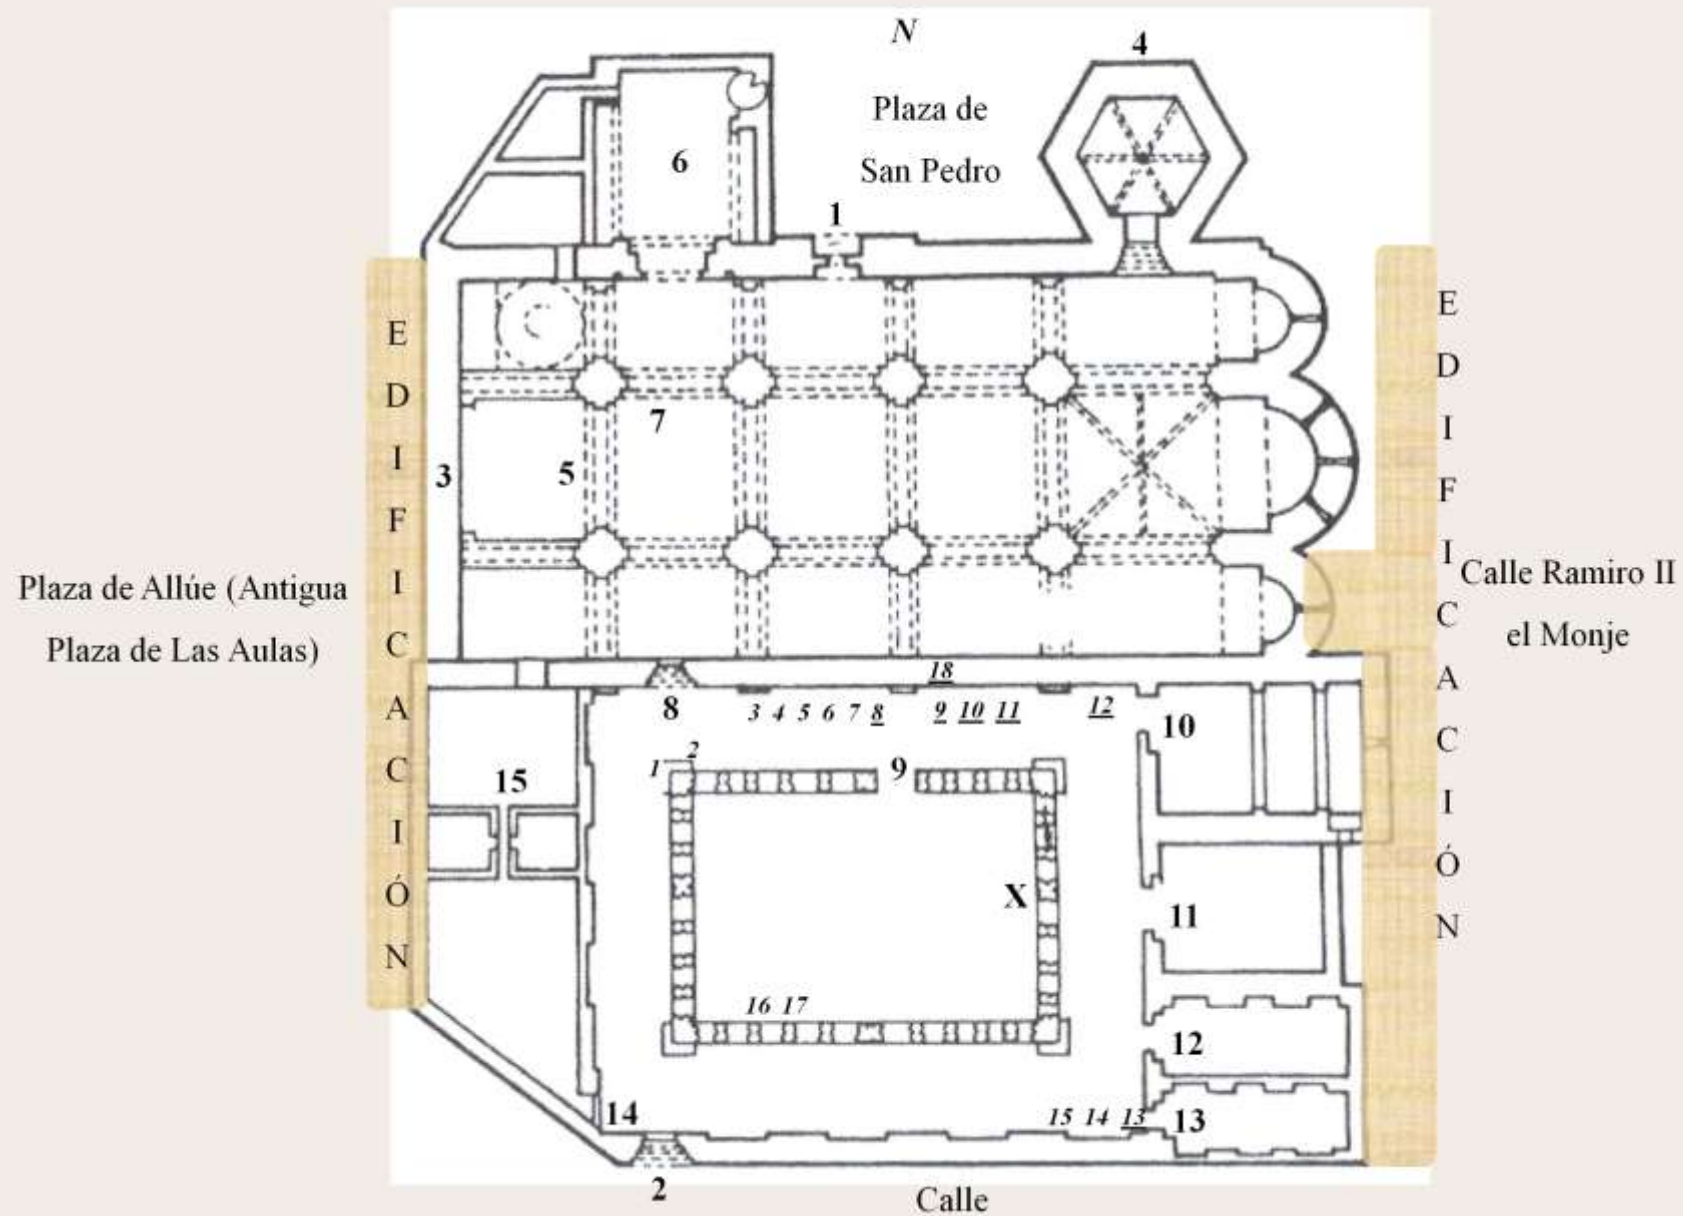 N
4
Plaza de
San Pedro
6
1
EDIFICACIÓN
EDIFICACIÓN
7
3
5
Plaza de Allúe (Antigua
Plaza de Las Aulas)
Calle Ramiro II
el Monje
18
8
3 4 5 6 7 8 9 10 11 12
10
2
1
9
15
X
11
16 17
12
14
15 14 13
13
2
Calle